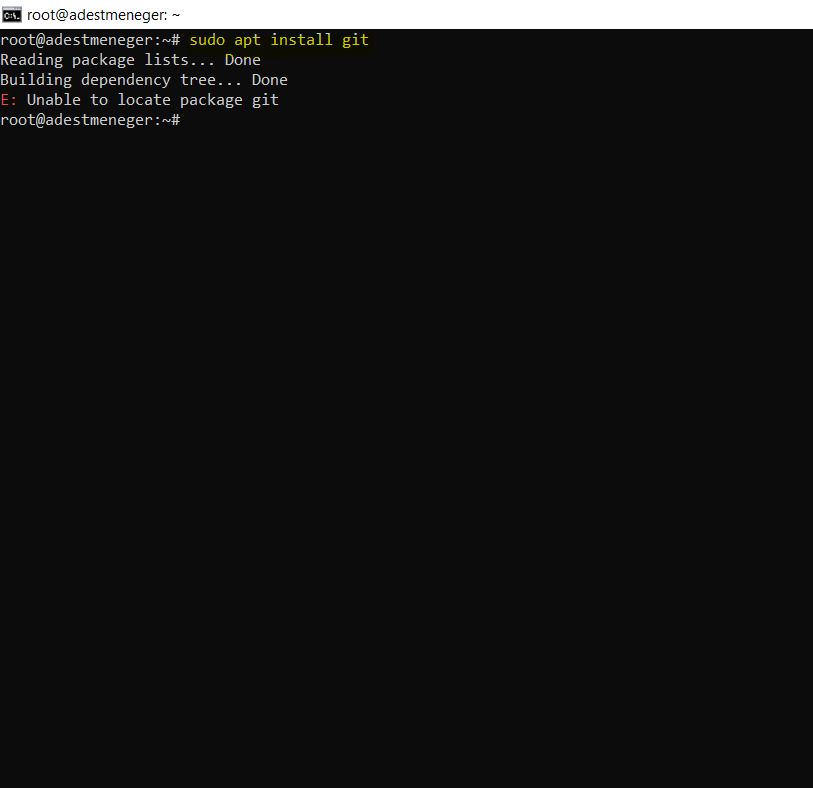 root@adestmeneger: ~
root@adestmeneger:~# sudo apt install git
Reading package lists... Done
Building dependency tree... Done
E: Unable to locate package git
root@adestmeneger:~#